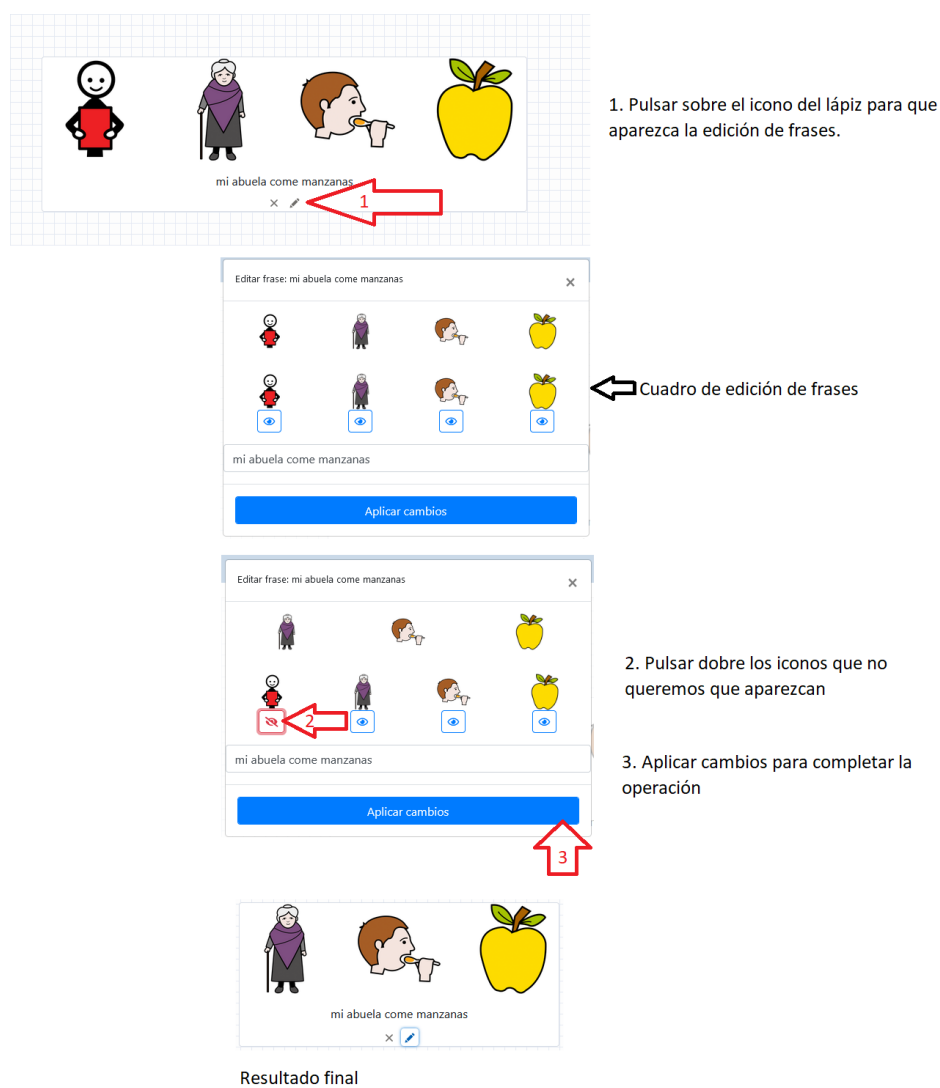 1. Pulsar sobre el icono del lápiz para que
aparezca la edición de frases.
mi abuela come manzanas
1
Editar frase: mi abuela come manzanas
Cuadro de edición de frases
mi abuela come manzanas
Aplicar cambios
Editar frase: mi abuela come manzanas
2. Pulsar dobre los iconos que no
queremos que aparezcan
2
mi abuela come manzanas
3. Aplicar cambios para completar la
operación
Aplicar cambios
3
mi abuela come manzanas
Resultado final